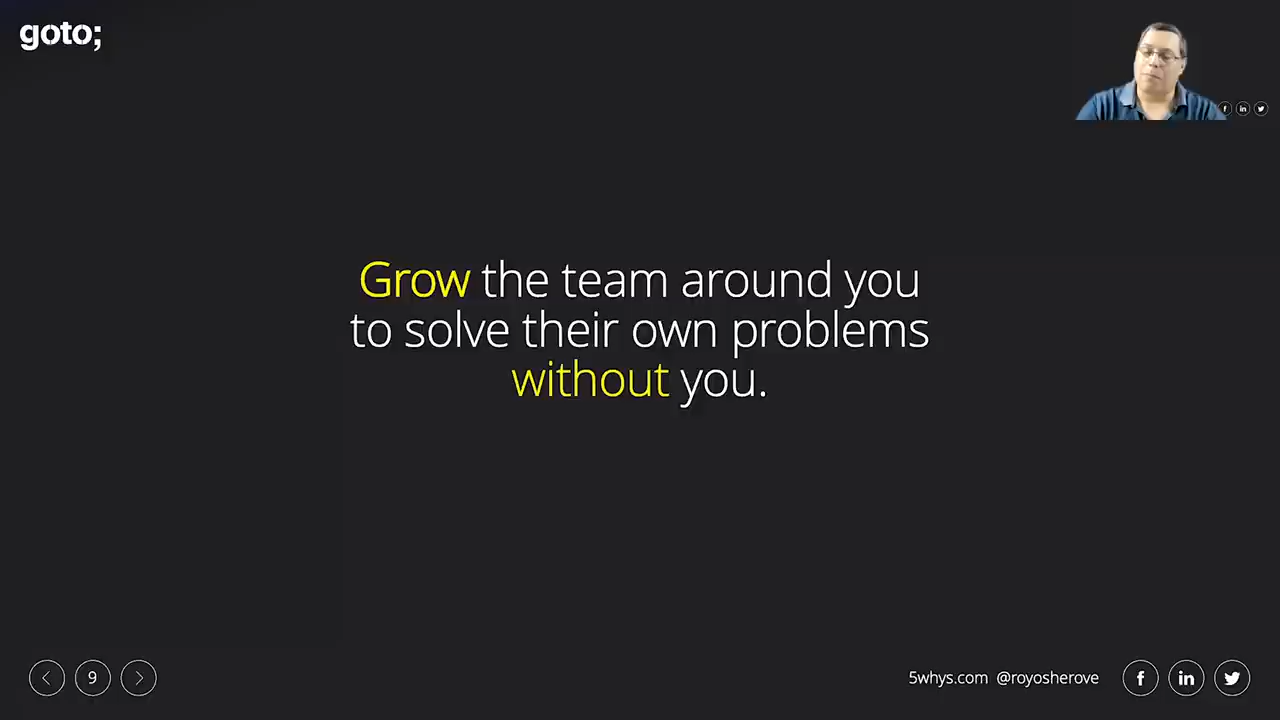 goto;
Grow the team around you
to solve their own problems
without you.
9
5whys.com @royosherove